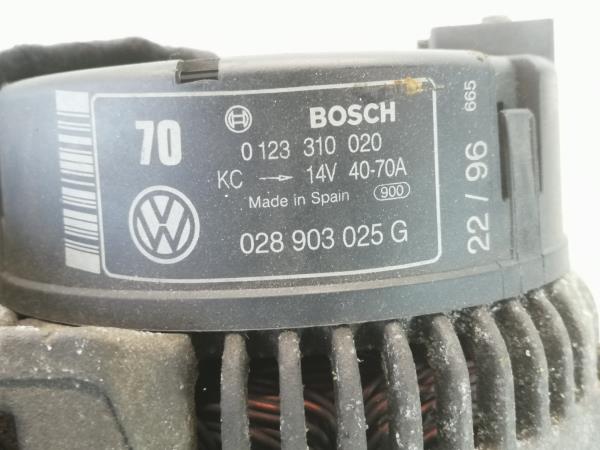 70 BOSCH
0 123 310 020
KC → 14V 40-70A
Made in Spain 900
VW 028 903 025 G
22 / 96 665